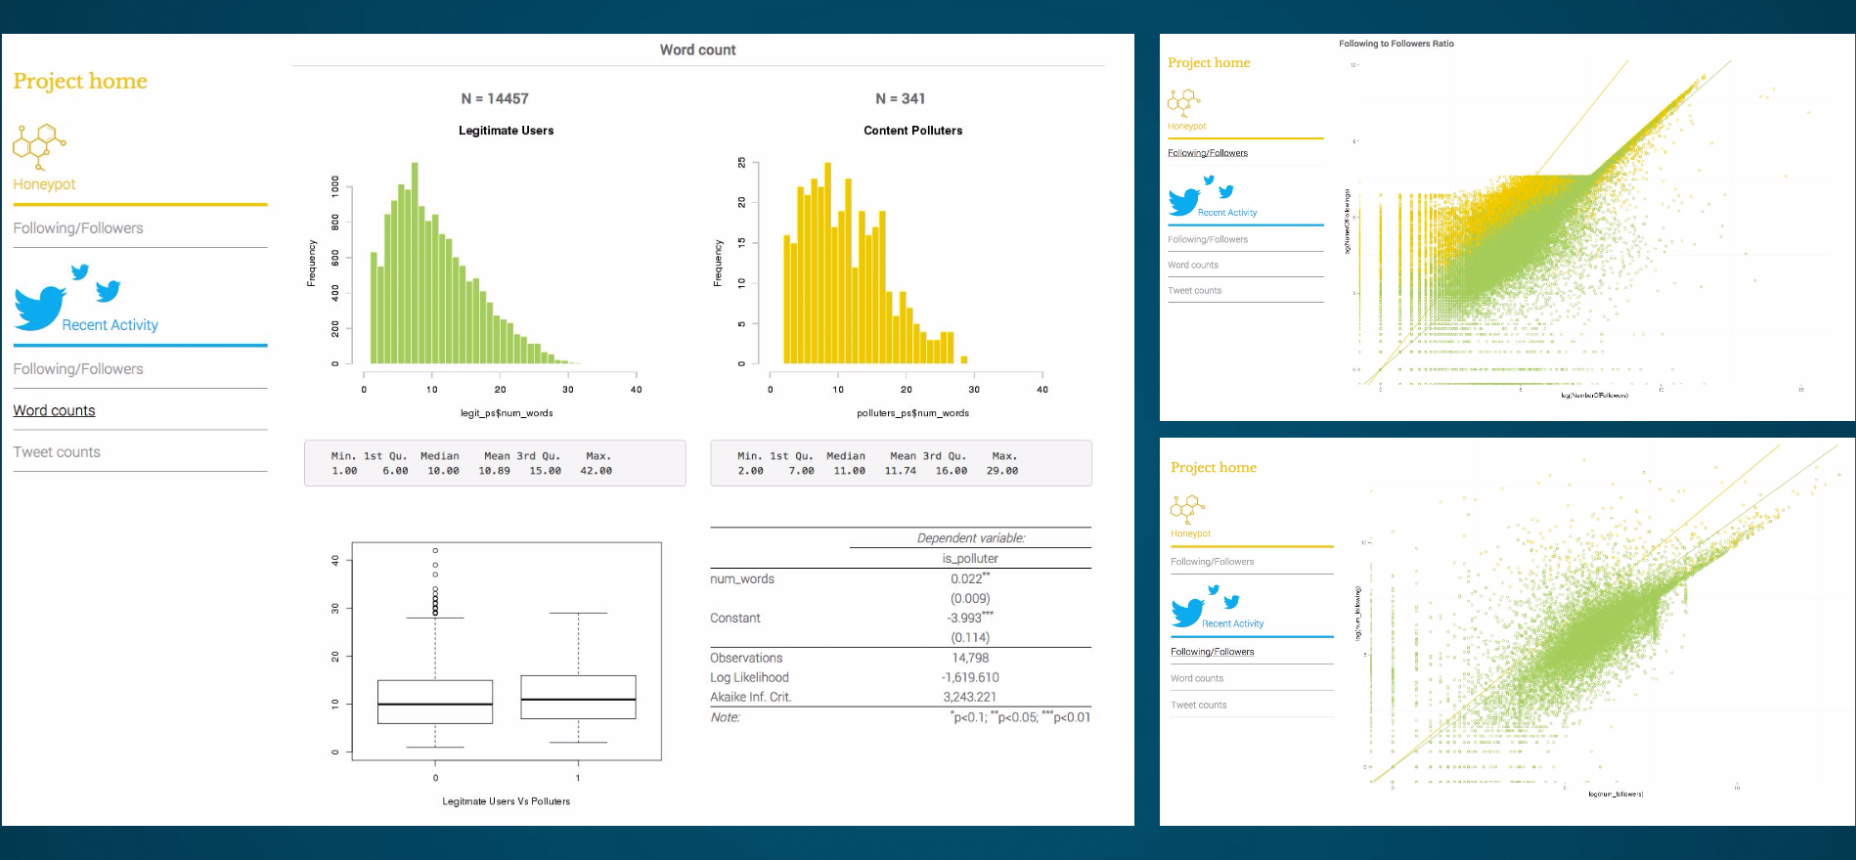 Word count
Project home
Honeypot
Following/Followers
Recent Activity
Following/Followers
Word counts
Tweet counts
N = 14457
Legitimate Users
Frequency
0 200 400 600 800 1000
0 10 20 30 40
legit_ps$num_words
N = 341
Content Polluters
Frequency
0 5 10 15 20 25
0 10 20 30 40
polluters_ps$num_words
Min. 1st Qu. Median Mean 3rd Qu. Max.
1.00 6.00 10.00 10.89 15.00 42.00
Min. 1st Qu. Median Mean 3rd Qu. Max.
2.00 7.00 11.00 11.74 16.00 29.00
0 10 20 30 40
0 1
Legitmate Users Vs Polluters
Dependent variable:
is_polluter
num_words 0.022**
(0.009)
Constant -3.993***
(0.114)
Observations 14,798
Log Likelihood -1,619.610
Akaike Inf. Crit. 3,243.221
Note: *p<0.1; **p<0.05; ***p<0.01
Following to Followers Ratio
Project home
Honeypot
Following/Followers
Recent Activity
Following/Followers
Word counts
Tweet counts
log(NumberOfFollowers)
Project home
Honeypot
Following/Followers
Recent Activity
Following/Followers
Word counts
Tweet counts
log(num_following)
log(num_followers)